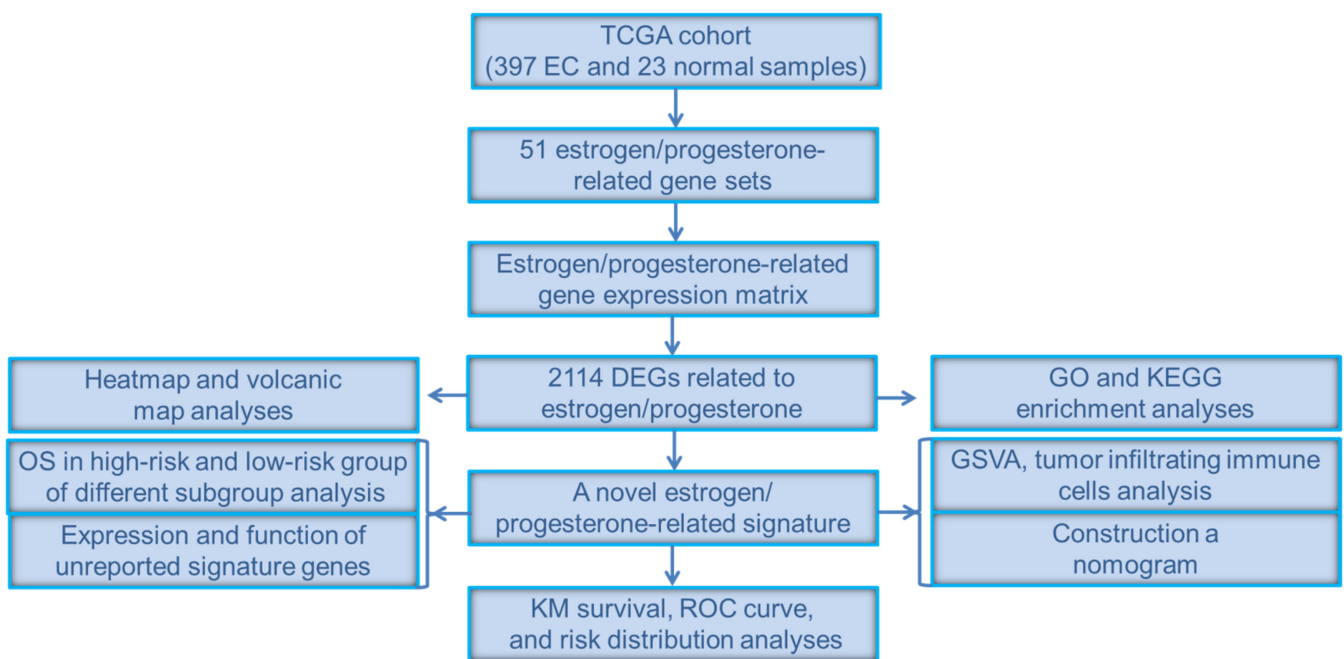 TCGA cohort
(397 EC and 23 normal samples)
51 estrogen/progesterone-
related gene sets
Estrogen/progesterone-related
gene expression matrix
Heatmap and volcanic
map analyses
2114 DEGs related to
estrogen/progesterone
GO and KEGG
enrichment analyses
OS in high-risk and low-risk group
of different subgroup analysis
Expression and function of
unreported signature genes
A novel estrogen/
progesterone-related signature
GSVA, tumor infiltrating immune
cells analysis
Construction a
nomogram
KM survival, ROC curve,
and risk distribution analyses